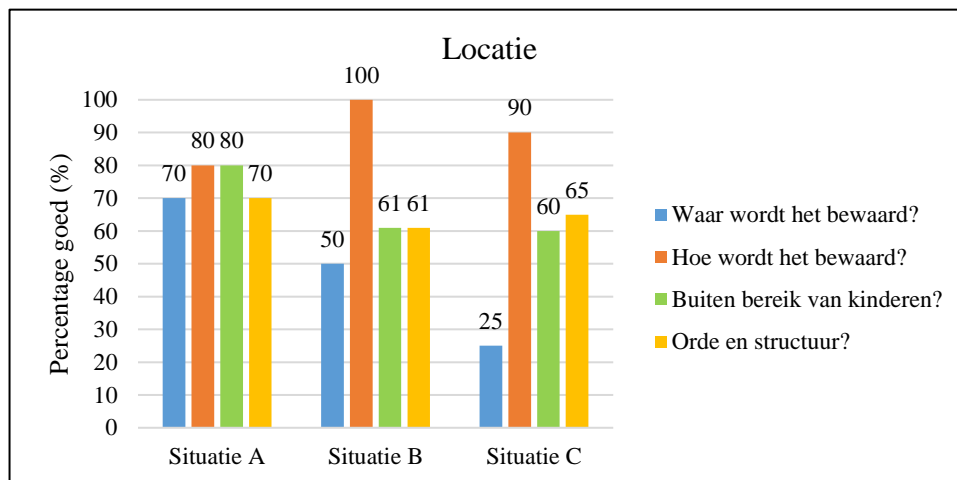 Locatie
Percentage goed (%)
100
90
80
70
60
50
40
30
20
10
0
70
80
80
70
50
100
61
61
25
90
60
65
Situatie A
Situatie B
Situatie C
Waar wordt het bewaard?
Hoe wordt het bewaard?
Buiten bereik van kinderen?
Orde en structuur?